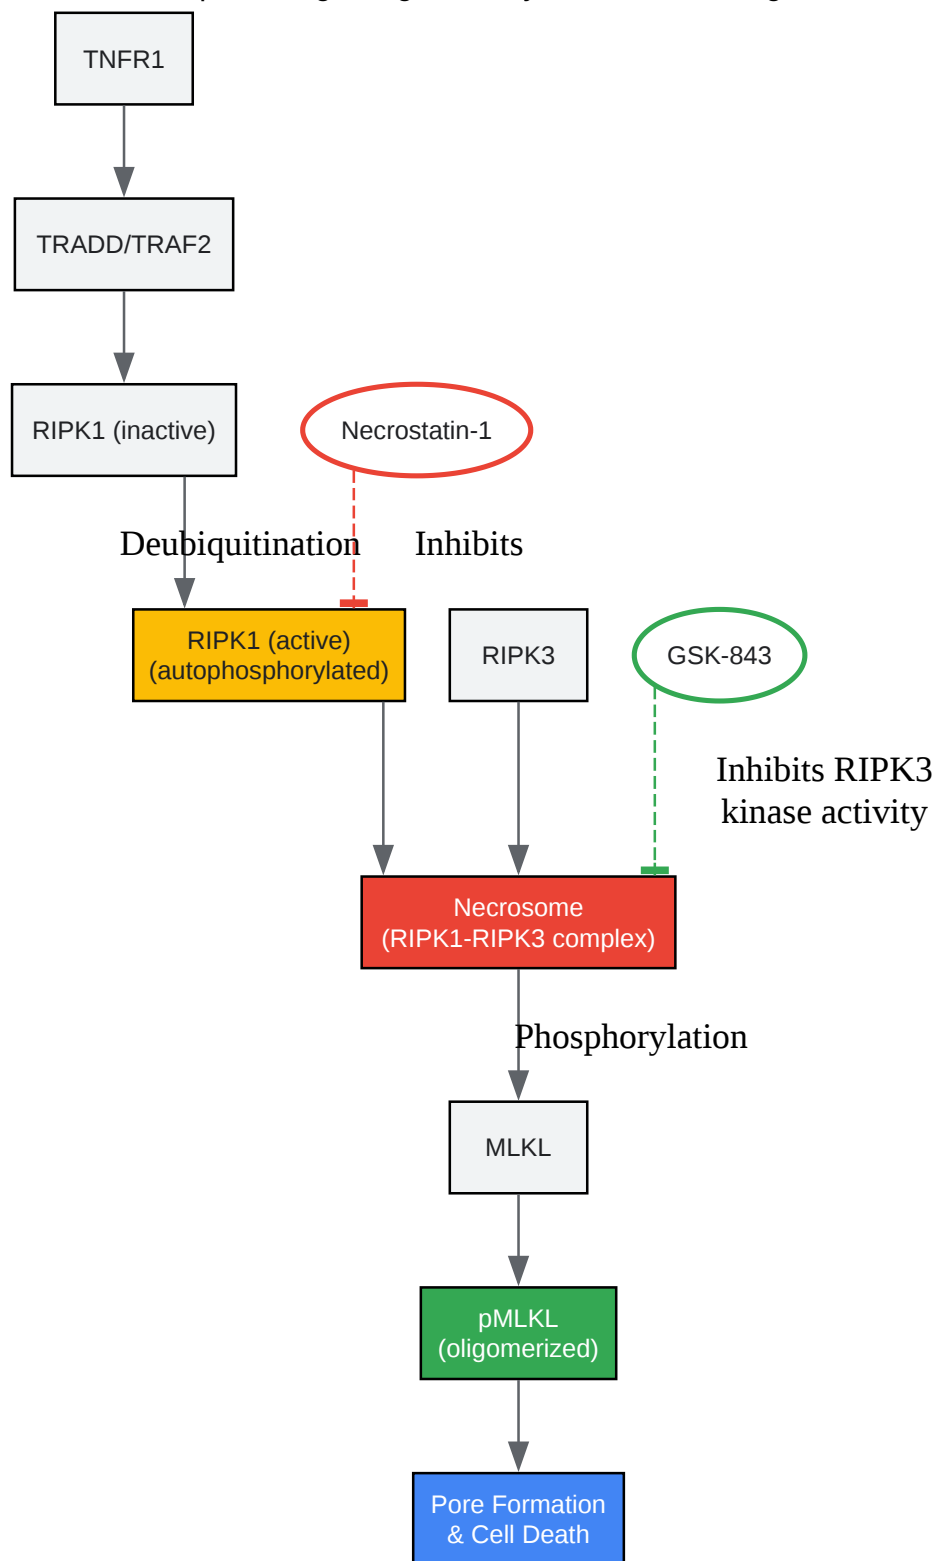 TNFR1
TRADD/TRAF2
RIPK1 (inactive)
Necrostatin-1
Deubiquitination
Inhibits
RIPK1 (active)
(autophosphorylated)
RIPK3
GSK-843
Inhibits RIPK3
kinase activity
Necrosome
(RIPK1-RIPK3 complex)
Phosphorylation
MLKL
pMLKL
(oligomerized)
Pore Formation
& Cell Death